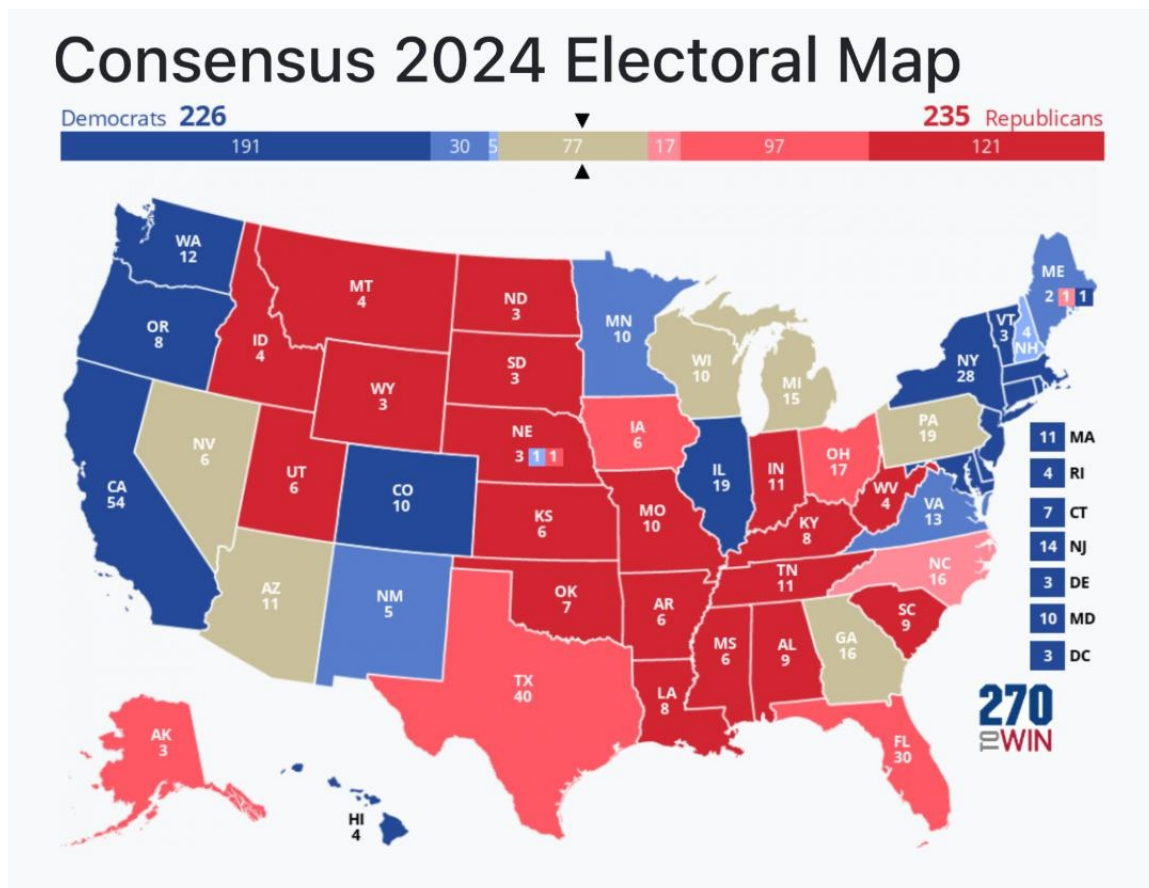 Consensus 2024 Electoral Map
Democrats 226
235 Republicans
191 30 5 77 17 97 121
WA
12
OR
8
CA
54
NV
6
ID
4
MT
4
WY
3
UT
6
AZ
11
CO
10
NM
5
ND
3
SD
3
NE
3 1 1
KS
6
OK
7
TX
40
MN
10
IA
6
MO
10
AR
6
LA
8
WI
10
IL
19
MS
6
MI
15
IN
11
KY
8
TN
11
AL
9
OH
17
WV
4
GA
16
FL
30
SC
9
NC
16
VA
13
PA
19
NY
28
VT
3
4
NH
ME
2 1 1
11 MA
4 RI
7 CT
14 NJ
3 DE
10 MD
3 DC
AK
3
HI
4
270
TO WIN